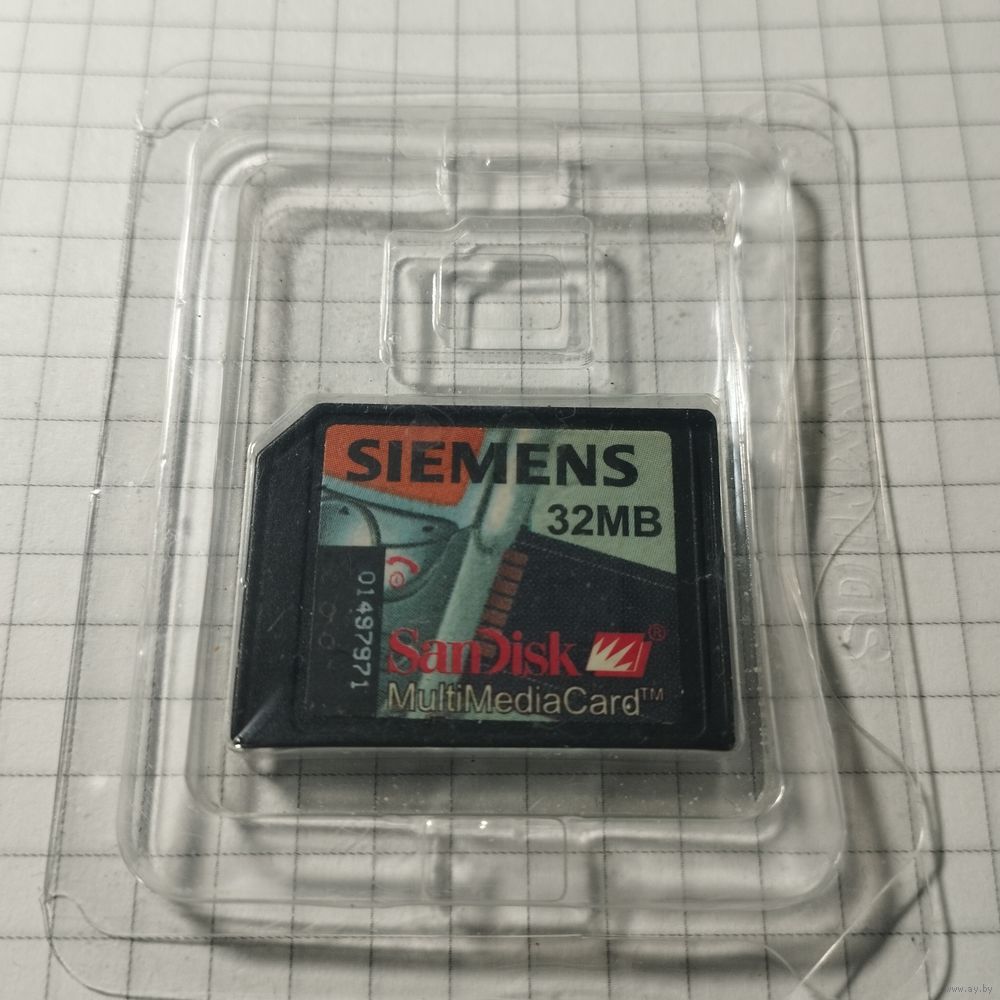 SIEMENS
32MB
01497971
SanDisk ®
MultiMediaCard™
www.ay.by